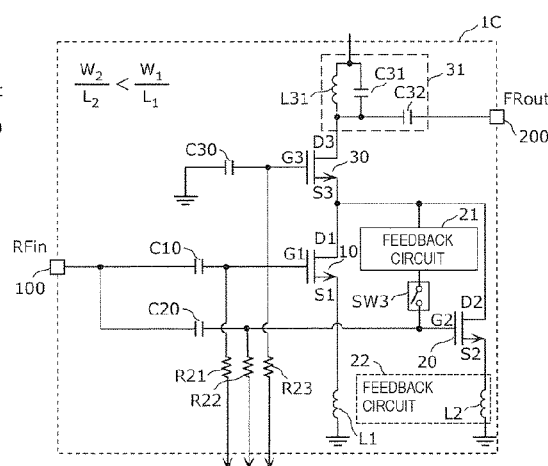 1C
W2/L2 < W1/L1
C31
31
L31
C32
FRout
200
D3
C30
G3
30
S3
21
FEEDBACK
CIRCUIT
RFin
100
C10
D1
G1
10
S1
SW3
D2
C20
G2
20
S2
22
FEEDBACK
CIRCUIT
R21
R22
R23
L1
L2